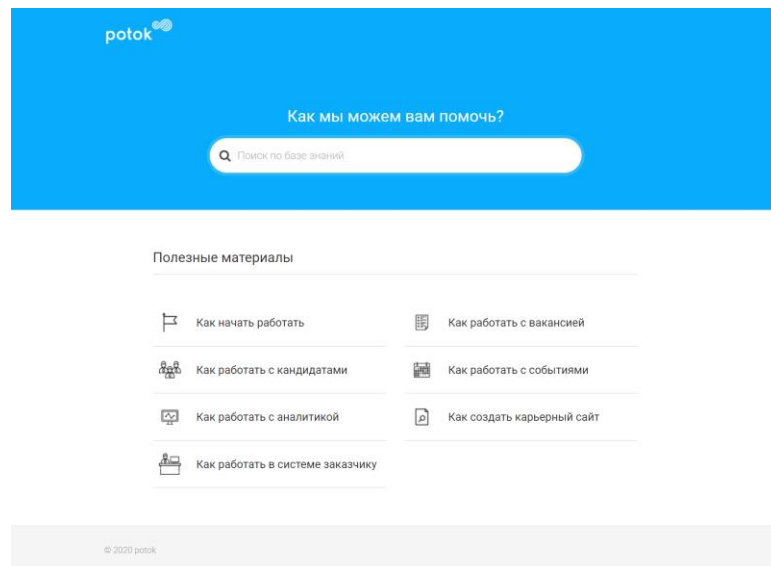 potok
Как мы можем вам помочь?
Поиск по базе знаний
Полезные материалы
Как начать работать
Как работать с вакансией
Как работать с кандидатами
Как работать с событиями
Как работать с аналитикой
Как создать карьерный сайт
Как работать в системе заказчику
© 2020 potok